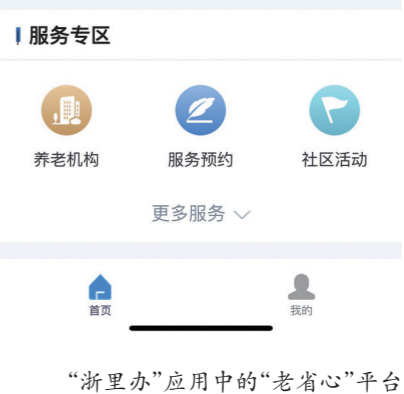 服务专区
养老机构 服务预约 社区活动
更多服务
首页 我的
“浙里办”应用中的“老省心”平台